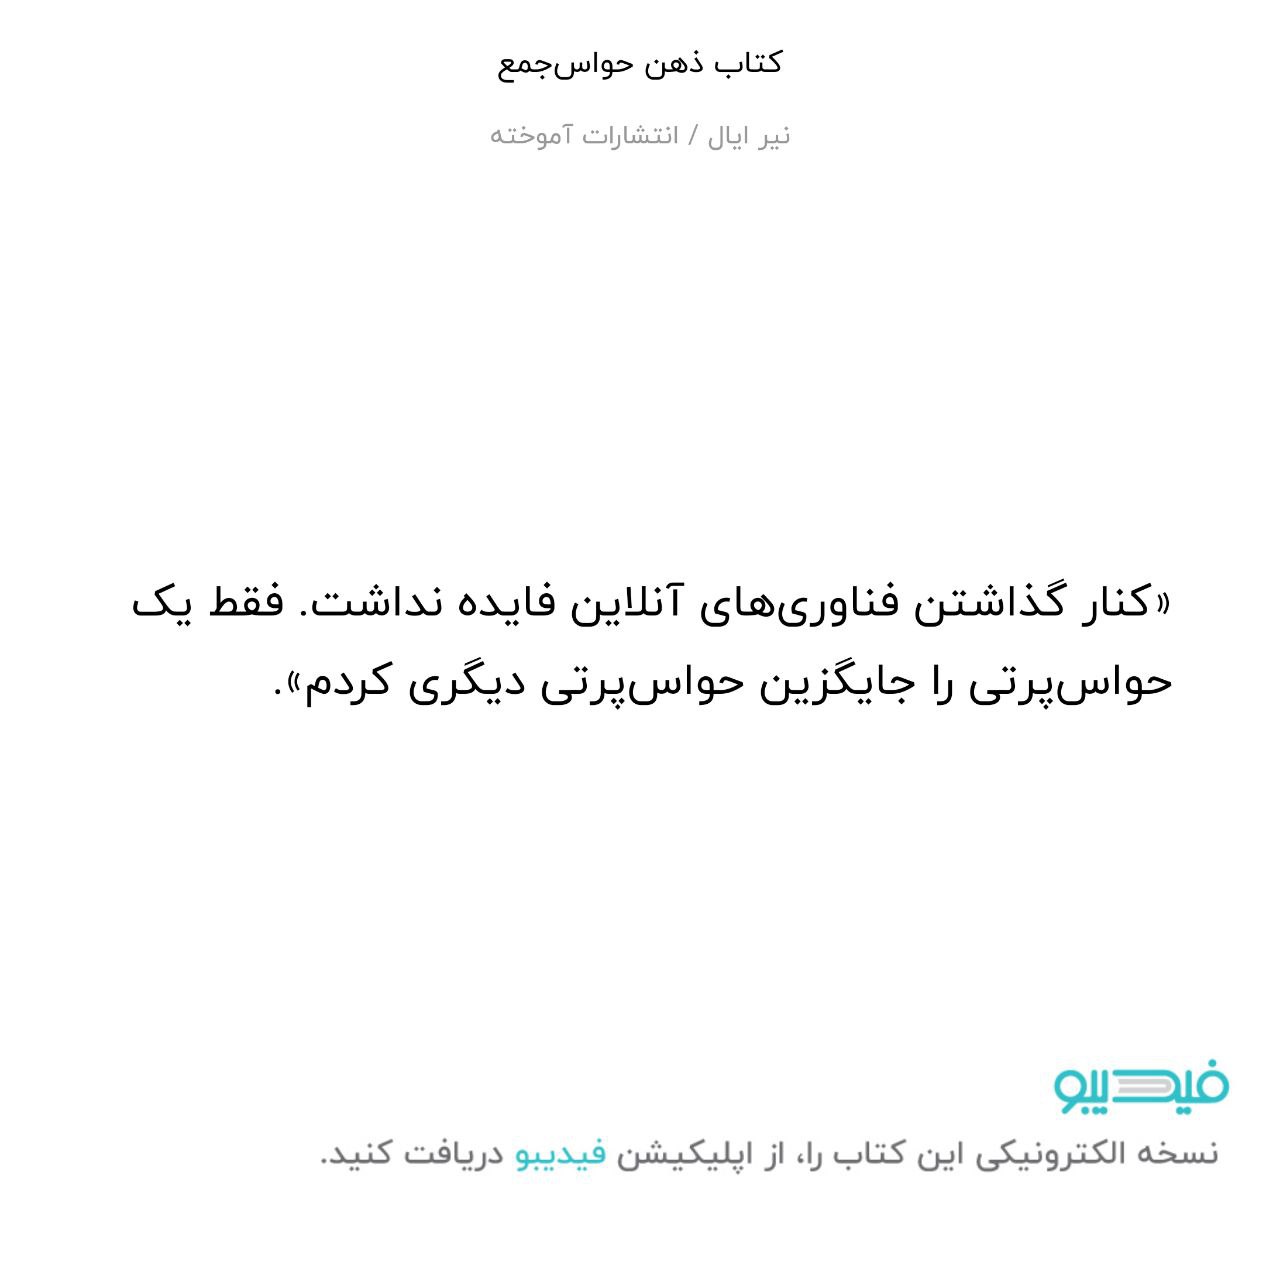 کتاب ذهن حواس‌جمع
نیر ایال / انتشارات آموخته
«کنار گذاشتن فناوری‌های آنلاین فایده نداشت. فقط یک
حواس‌پرتی را جایگزین حواس‌پرتی دیگری کردم».
فیدیبو
نسخه الکترونیکی این کتاب را، از اپلیکیشن فیدیبو دریافت کنید.